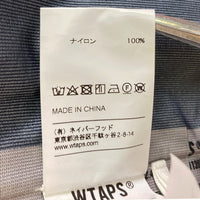 ナイロン 100%
MADE IN CHINA
(有) ネイバーフッド
東京都渋谷区千駄ヶ谷2-8-14
www.wtaps.com
WTAPS®